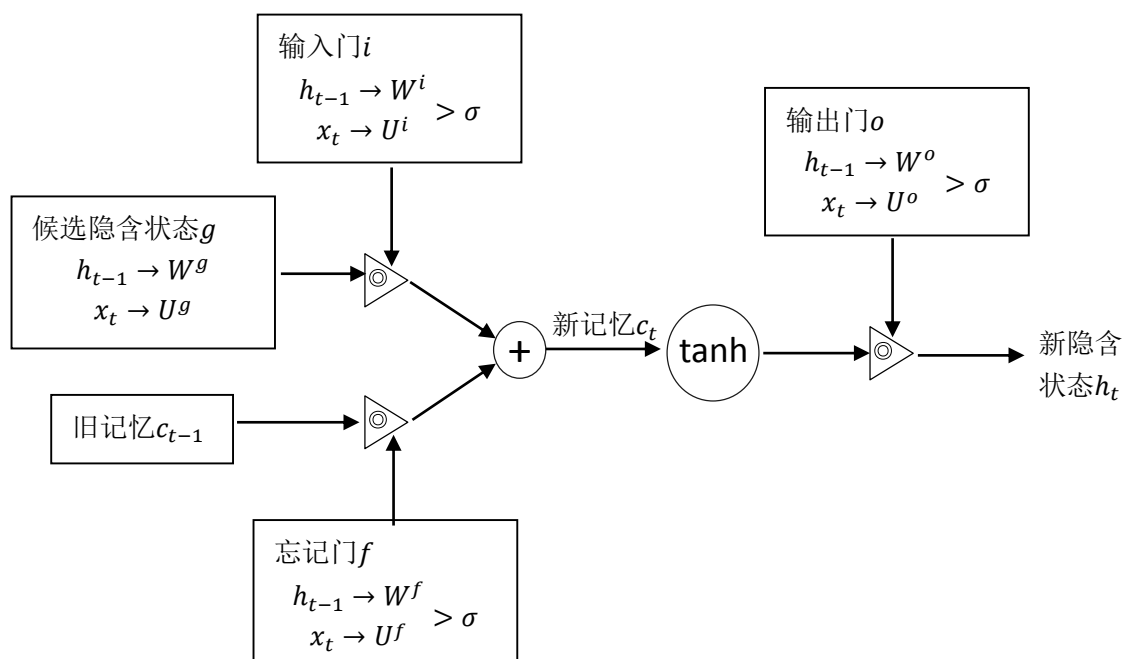 输入门i
h_{t−1} → W^i
x_t → U^i > σ
候选隐含状态g
h_{t−1} → W^g
x_t → U^g
输出门o
h_{t−1} → W^o
x_t → U^o > σ
新记忆c_t
+
tanh
新隐含
状态h_t
旧记忆c_{t−1}
忘记门f
h_{t−1} → W^f
x_t → U^f > σ